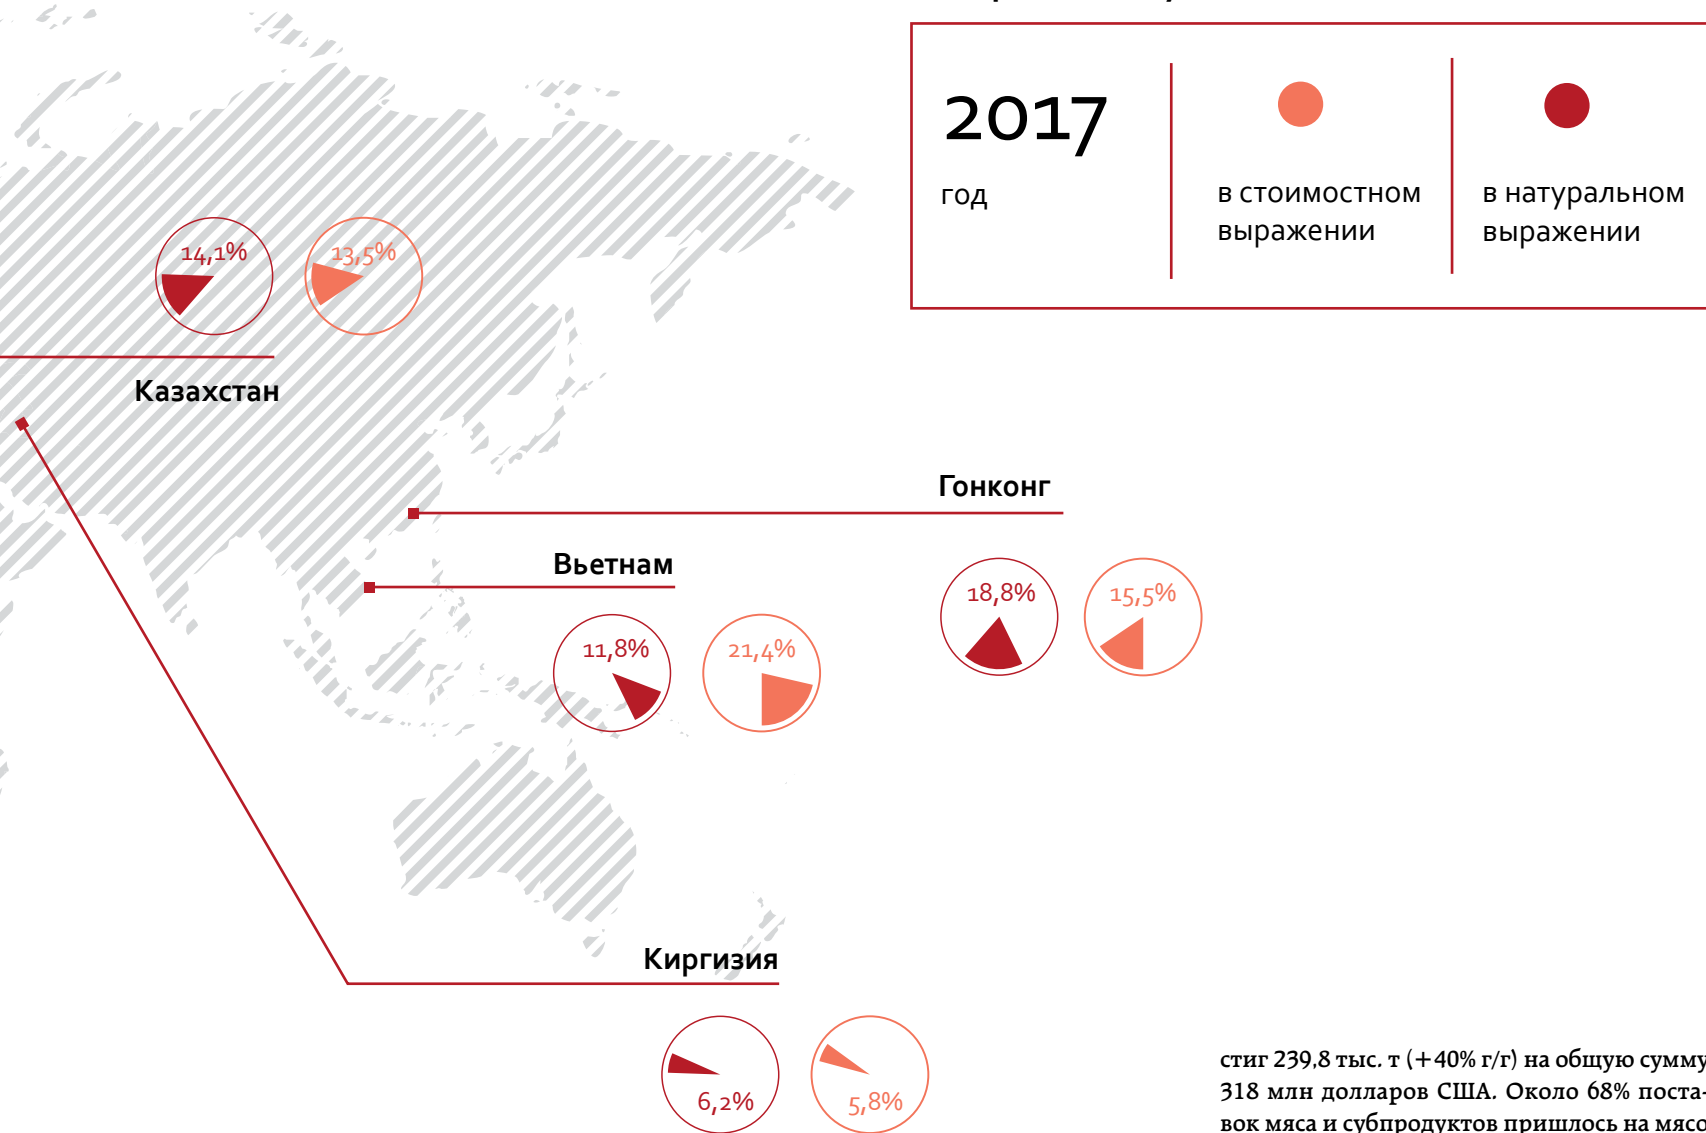 2017
год
в стоимостном
выражении
в натуральном
выражении
14,1%
13,5%
Казахстан
Гонконг
18,8%
15,5%
Вьетнам
11,8%
21,4%
Киргизия
6,2%
5,8%
стиг 239,8 тыс. т (+40% г/г) на общую сумму
318 млн долларов США. Около 68% поста-
вок мяса и субпродуктов пришлось на мясо